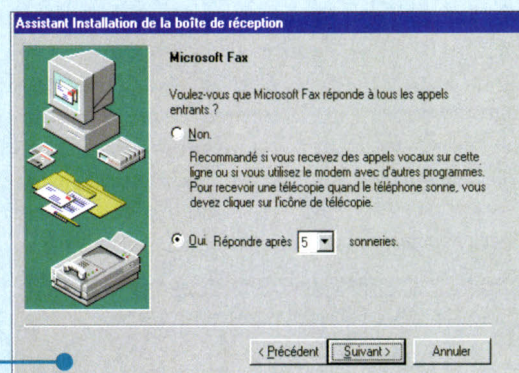 Assistant Installation de la boîte de réception
Microsoft Fax
Voulez-vous que Microsoft Fax réponde à tous les appels
entrants ?
Non.
Recommandé si vous recevez des appels vocaux sur cette
ligne ou si vous utilisez le modem avec d'autres programmes.
Pour recevoir une télécopie quand le téléphone sonne, vous
devez cliquer sur l'icône de télécopie.
Oui. Répondre après 5 sonneries.
< Précédent Suivant > Annuler